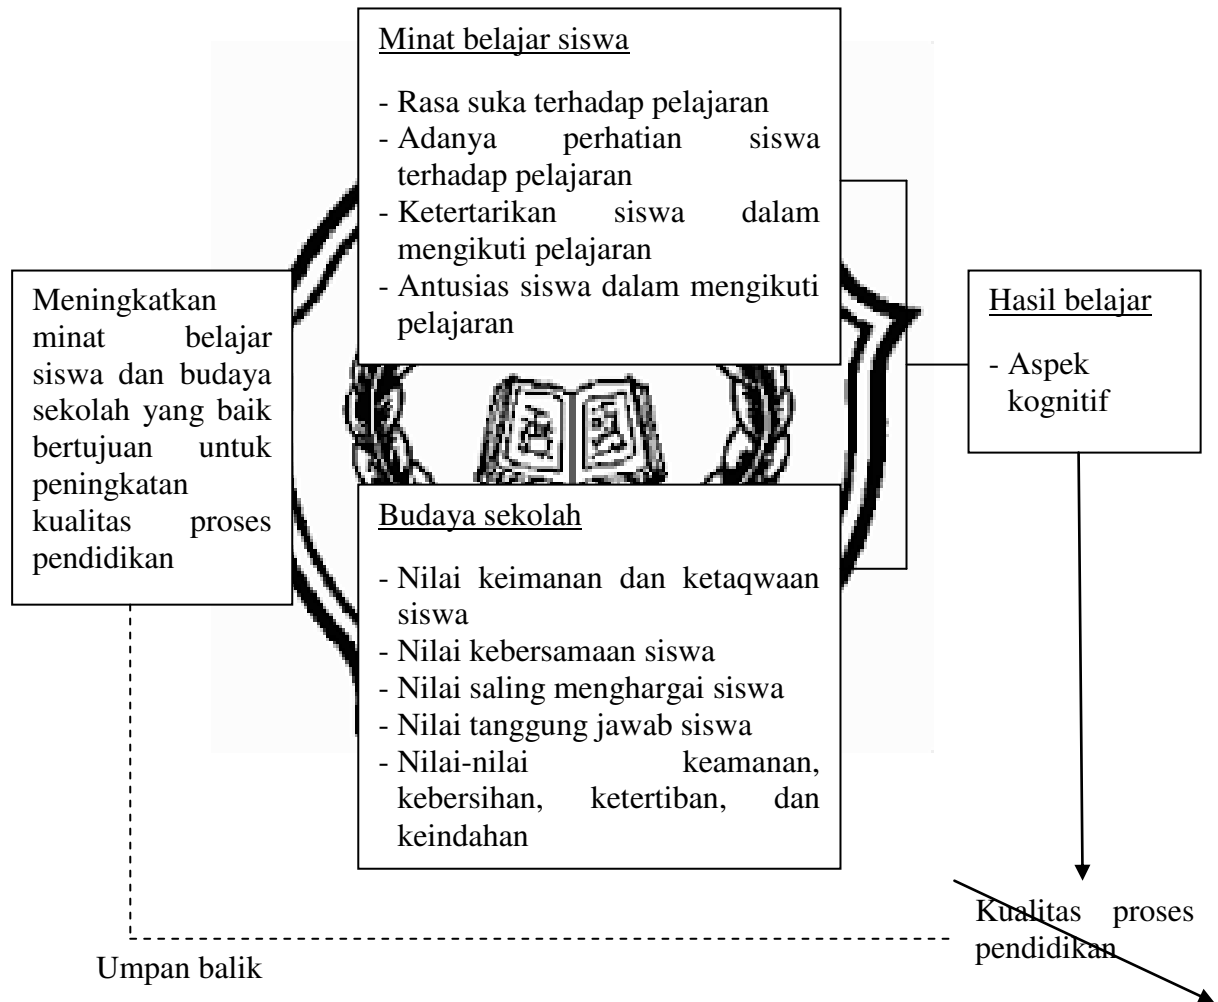 Minat belajar siswa
- Rasa suka terhadap pelajaran
- Adanya perhatian siswa
terhadap pelajaran
- Ketertarikan siswa dalam
mengikuti pelajaran
- Antusias siswa dalam mengikuti
pelajaran
Meningkatkan
minat belajar
siswa dan budaya
sekolah yang baik
bertujuan untuk
peningkatan
kualitas proses
pendidikan
Hasil belajar
- Aspek
kognitif
Budaya sekolah
- Nilai keimanan dan ketaqwaan
siswa
- Nilai kebersamaan siswa
- Nilai saling menghargai siswa
- Nilai tanggung jawab siswa
- Nilai-nilai keamanan,
kebersihan, ketertiban, dan
keindahan
Kualitas proses
pendidikan
Umpan balik